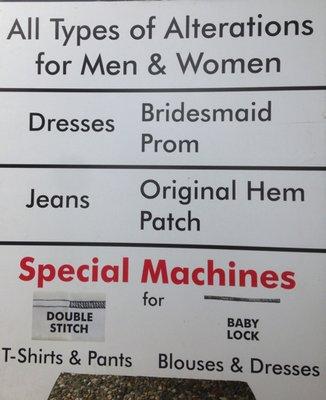 All Types of Alterations
for Men & Women
Dresses Bridesmaid
Prom
Jeans Original Hem
Patch
Special Machines
for
DOUBLE
STITCH
BABY
LOCK
T-Shirts & Pants Blouses & Dresses